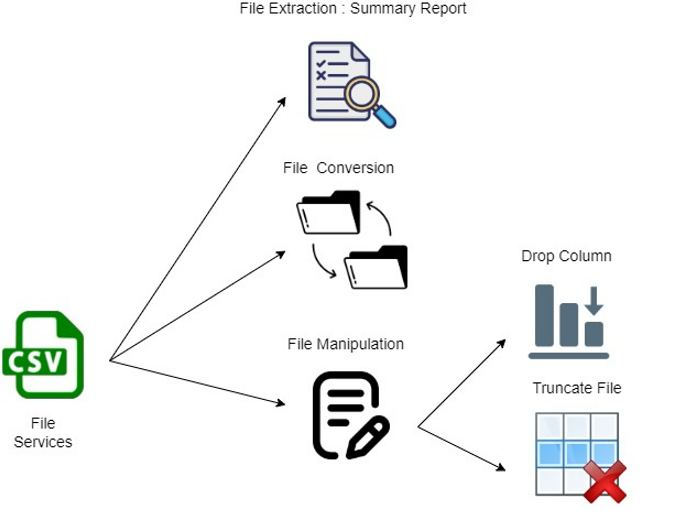 File Extraction : Summary Report
File Conversion
Drop Column
File Manipulation
Truncate File
CSV
File
Services